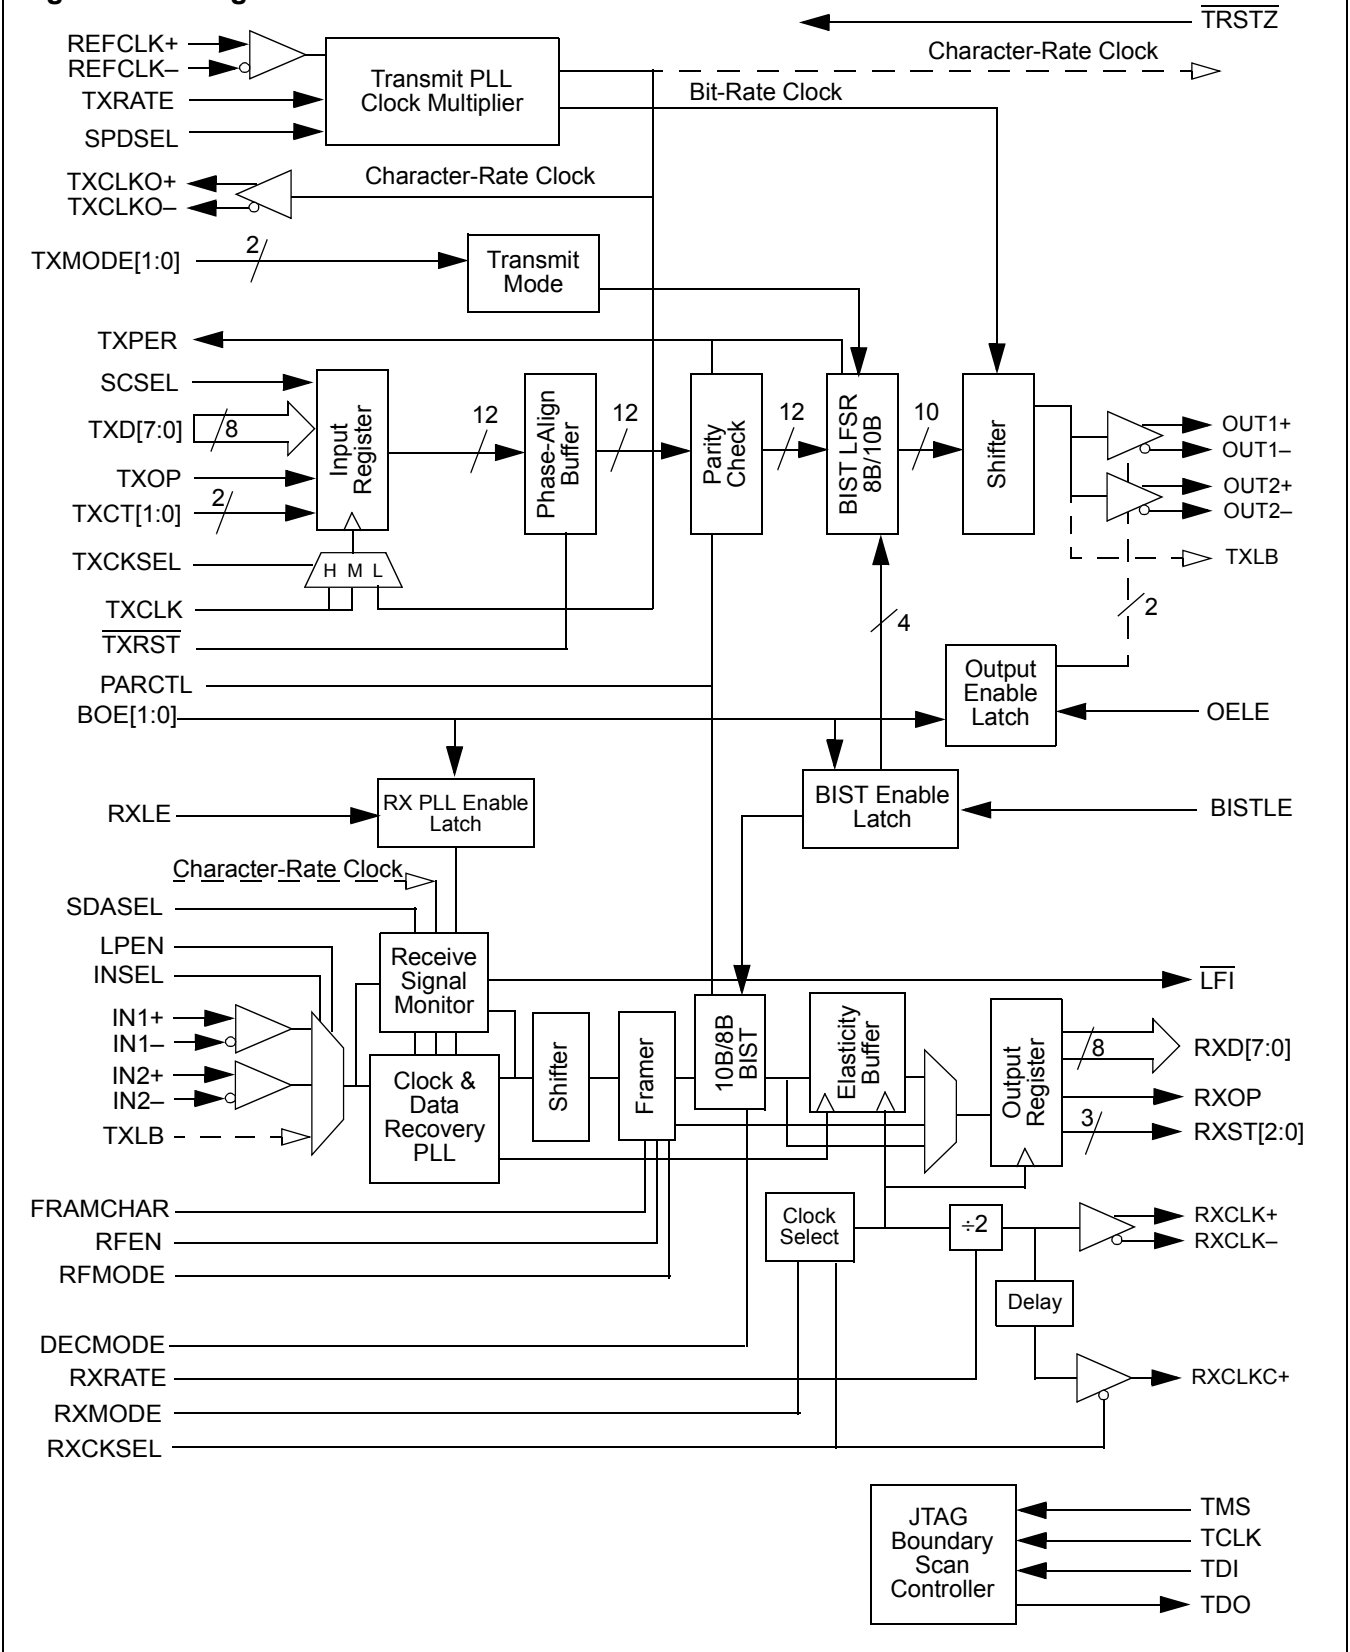 TRSTZ
REFCLK+
REFCLK–
TXRATE
SPDSEL
Transmit PLL
Clock Multiplier
Character-Rate Clock
Bit-Rate Clock
TXCLKO+
TXCLKO–
Character-Rate Clock
TXMODE[1:0]
2
Transmit
Mode
TXPER
SCSEL
TXD[7:0]
8
TXOP
TXCT[1:0]
2
Input
Register
12
Phase-Align
Buffer
12
Parity
Check
12
BIST LFSR
8B/10B
10
Shifter
OUT1+
OUT1–
OUT2+
OUT2–
TXLB
2
TXCKSEL
H M L
TXCLK
TXRST
PARCTL
BOE[1:0]
4
Output
Enable
Latch
OELE
RXLE
RX PLL Enable
Latch
BIST Enable
Latch
BISTLE
Character-Rate Clock
SDASEL
LPEN
INSEL
IN1+
IN1–
IN2+
IN2–
TXLB
Receive
Signal
Monitor
LFI
Clock &
Data
Recovery
PLL
Shifter
Framer
10B/8B
BIST
Elasticity
Buffer
Output
Register
8
RXD[7:0]
RXOP
3
RXST[2:0]
FRAMCHAR
RFEN
RFMODE
Clock
Select
÷2
RXCLK+
RXCLK–
Delay
DECMODE
RXRATE
RXMODE
RXCKSEL
RXCLKC+
JTAG
Boundary
Scan
Controller
TMS
TCLK
TDI
TDO